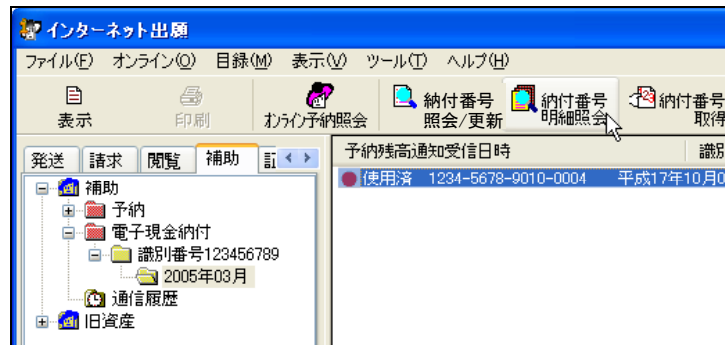 インターネット出願
ファイル(F) オンライン(O) 目録(M) 表示(V) ツール(T) ヘルプ(H)
表示
印刷
オンライン予納照会
納付番号
照会/更新
納付番号
明細照会
納付番号
取得
発送 請求 閲覧 補助
予納残高通知受信日時 識別
使用済 1234-5678-9010-0004 平成17年10月0
補助
予納
電子現金納付
識別番号123456789
2005年03月
通信履歴
旧資産